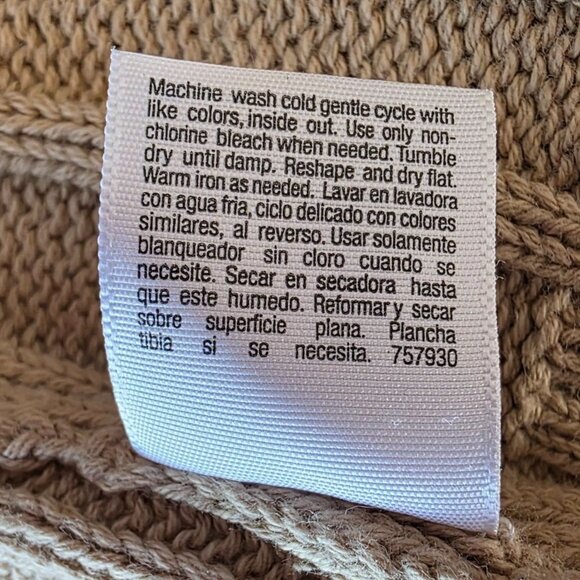 Machine wash cold gentle cycle with
like colors, inside out. Use only non-
chlorine bleach when needed. Tumble
dry until damp. Reshape and dry flat.
Warm iron as needed. Lavar en lavadora
con agua fria, ciclo delicado con colores
similares, al reverso. Usar solamente
blanqueador sin cloro cuando se
necesite. Secar en secadora hasta
que este humedo. Reformar y secar
sobre superficie plana. Plancha
tibia si se necesita. 757930